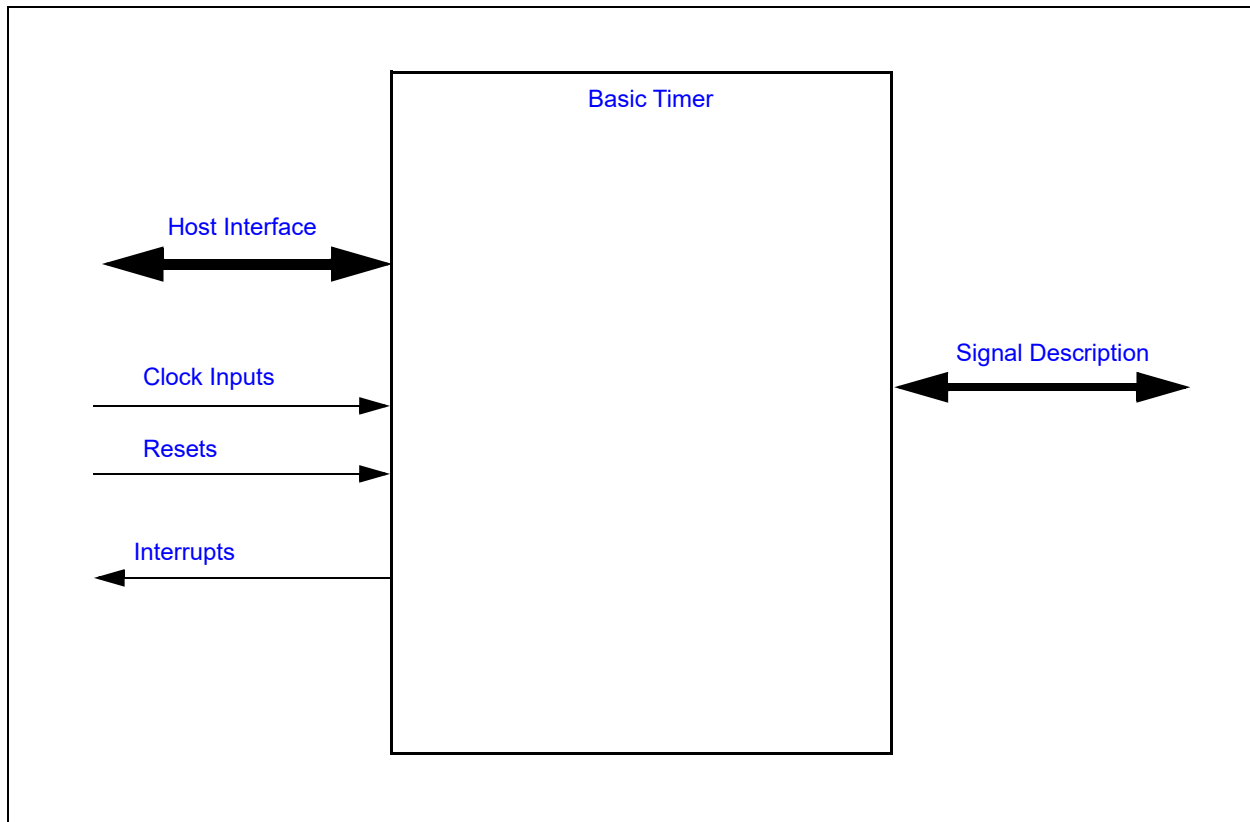 Basic Timer
Host Interface
Signal Description
Clock Inputs
Resets
Interrupts